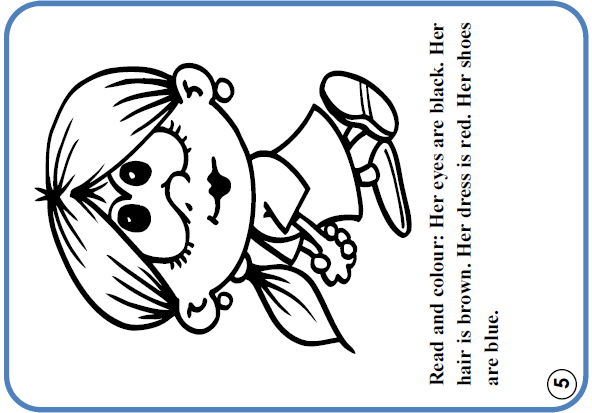 Read and colour: Her eyes are black. Her
hair is brown. Her dress is red. Her shoes
are blue.
5